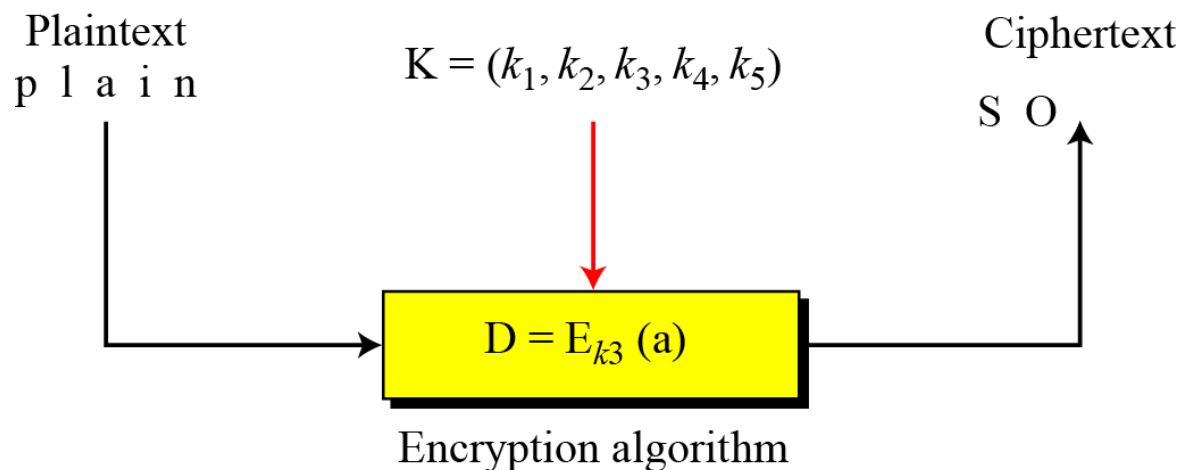 Plaintext
p l a i n
K = (k₁, k₂, k₃, k₄, k₅)
Ciphertext
S O
D = Eₖ₃ (a)
Encryption algorithm